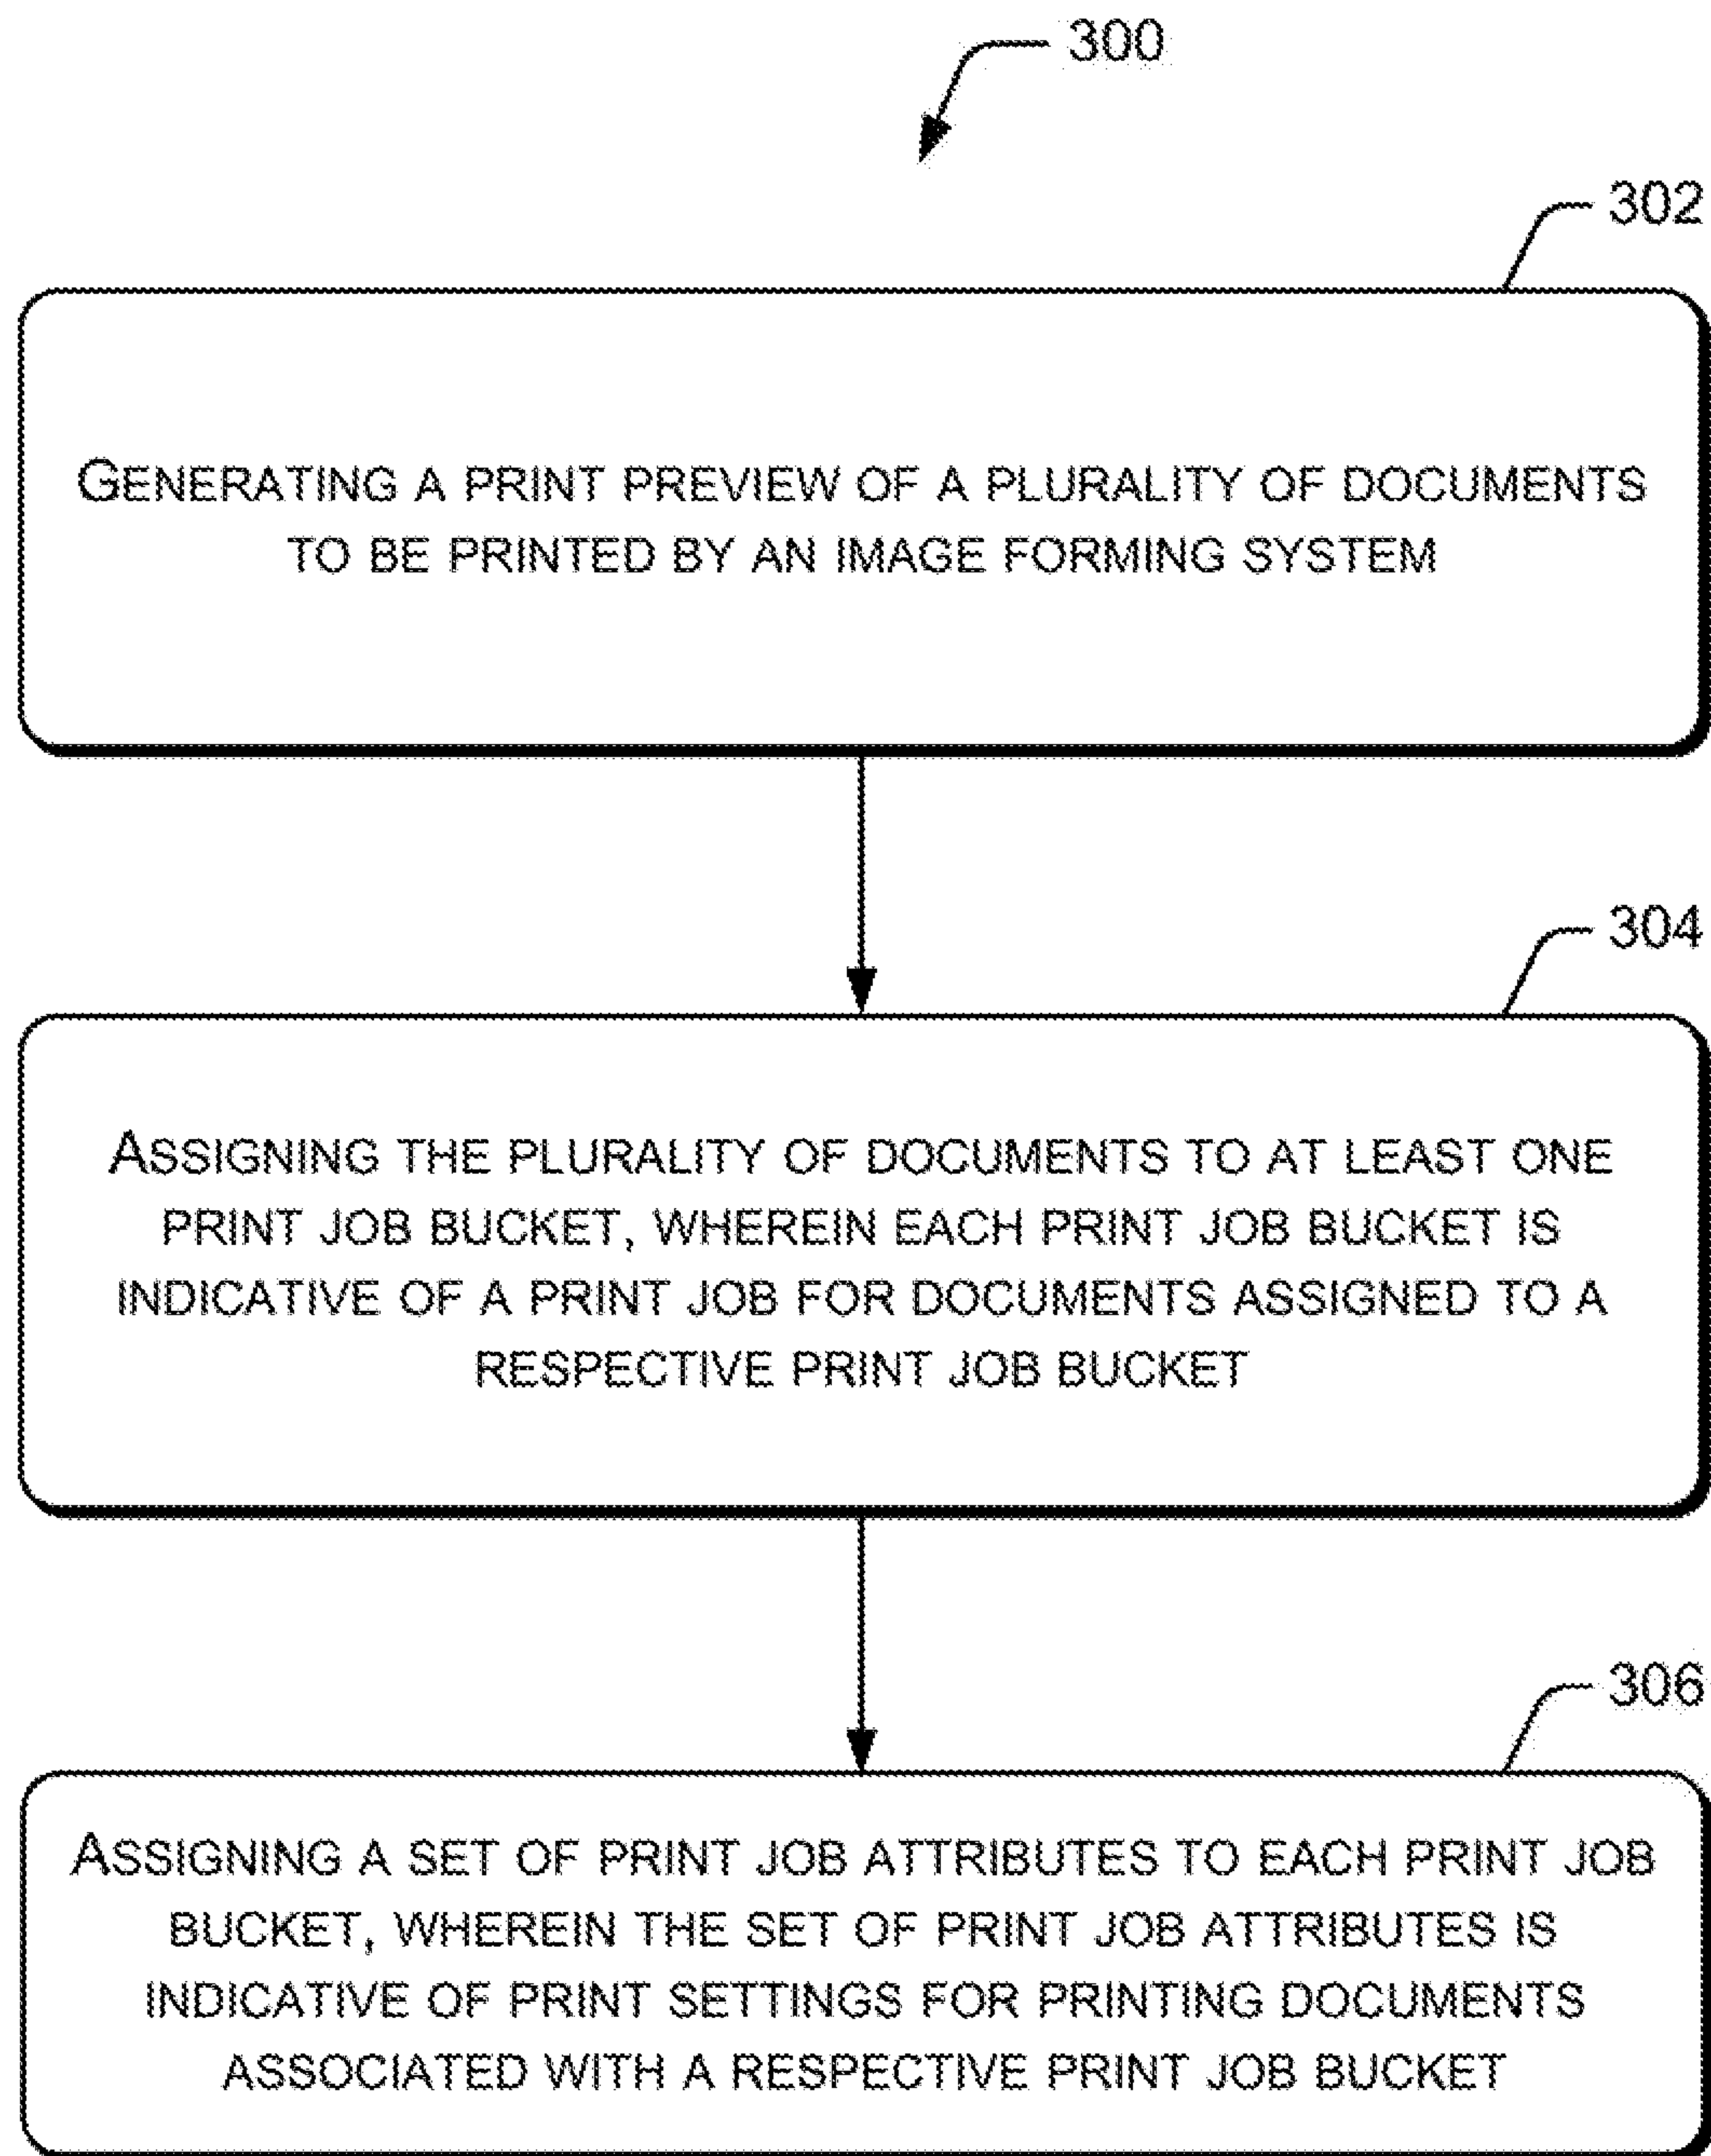 300
302
GENERATING A PRINT PREVIEW OF A PLURALITY OF DOCUMENTS
TO BE PRINTED BY AN IMAGE FORMING SYSTEM
304
ASSIGNING THE PLURALITY OF DOCUMENTS TO AT LEAST ONE
PRINT JOB BUCKET, WHEREIN EACH PRINT JOB BUCKET IS
INDICATIVE OF A PRINT JOB FOR DOCUMENTS ASSIGNED TO A
RESPECTIVE PRINT JOB BUCKET
306
ASSIGNING A SET OF PRINT JOB ATTRIBUTES TO EACH PRINT JOB
BUCKET, WHEREIN THE SET OF PRINT JOB ATTRIBUTES IS
INDICATIVE OF PRINT SETTINGS FOR PRINTING DOCUMENTS
ASSOCIATED WITH A RESPECTIVE PRINT JOB BUCKET